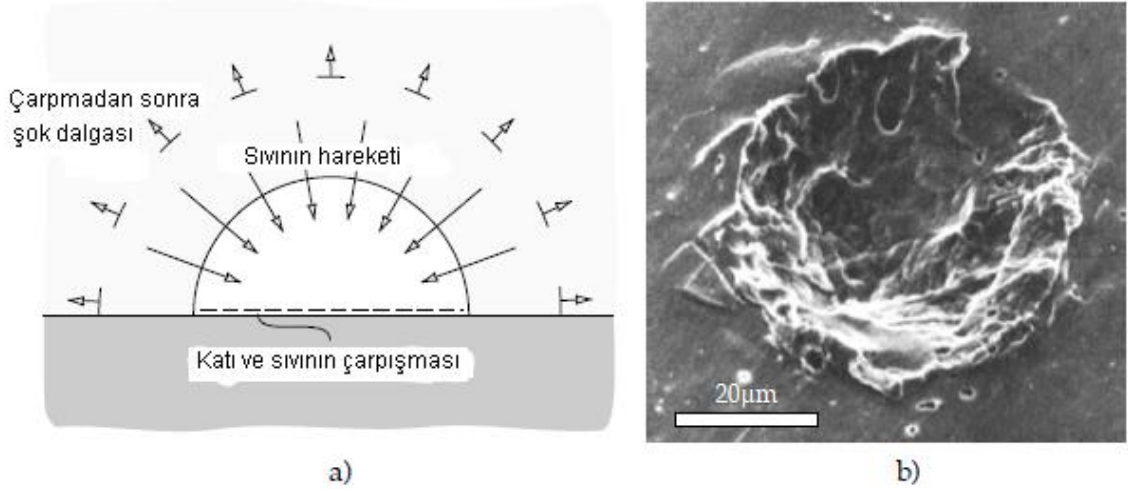 Çarpmadan sonra
şok dalgası
Sıvının hareketi
Katı ve sıvının çarpışması
20µm
a)
b)